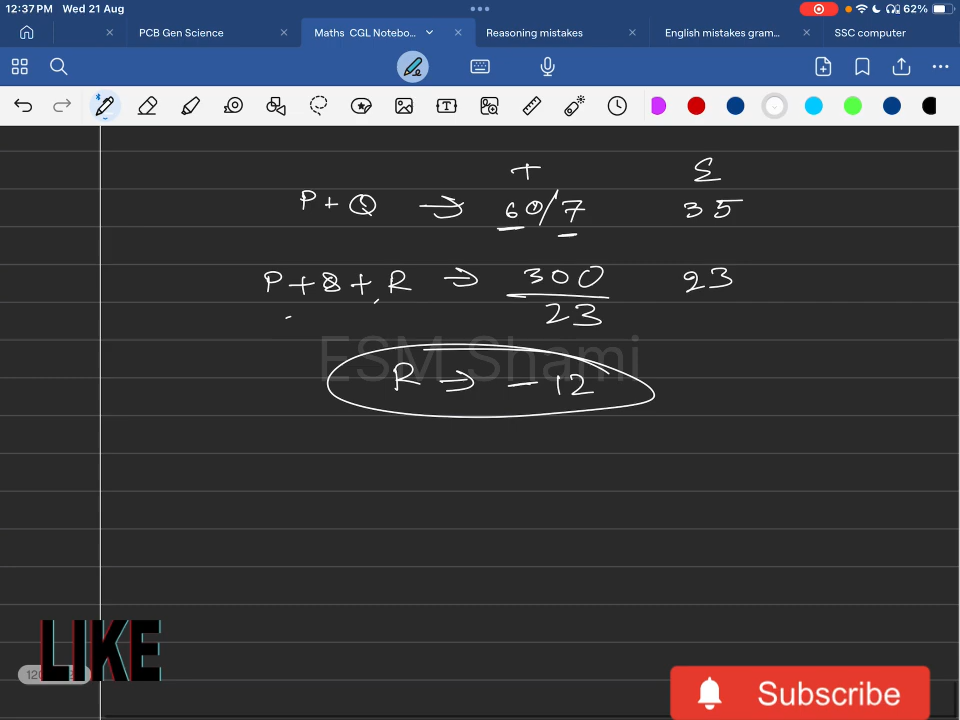 12:37 PM Wed 21 Aug 62%
PCB Gen Science Maths CGL Notebo... Reasoning mistakes English mistakes gram... SSC computer
T Σ
P + Q → 60/7 35
P + Q + R → 300/23 23
ESM Shami
R → -12
LIKE
Subscribe